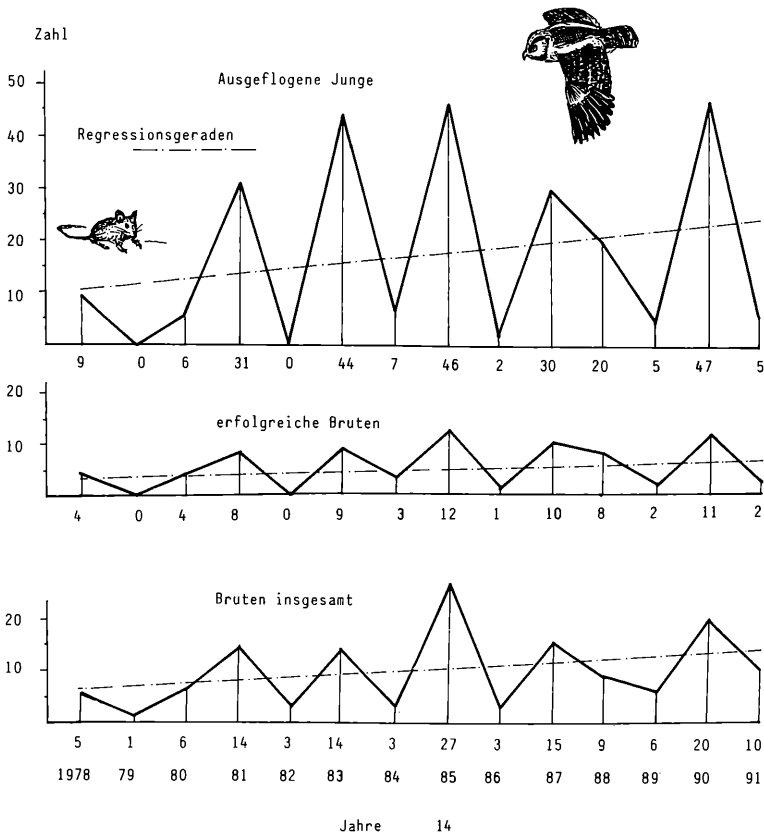 Zahl
Ausgeflogene Junge
50
Regressionsgeraden
40
30
20
10
9 0 6 31 0 44 7 46 2 30 20 5 47 5
20
erfolgreiche Bruten
10
4 0 4 8 0 9 3 12 1 10 8 2 11 2
Bruten insgesamt
20
10
5 1 6 14 3 14 3 27 3 15 9 6 20 10
1978 79 80 81 82 83 84 85 86 87 88 89 90 91
Jahre 14